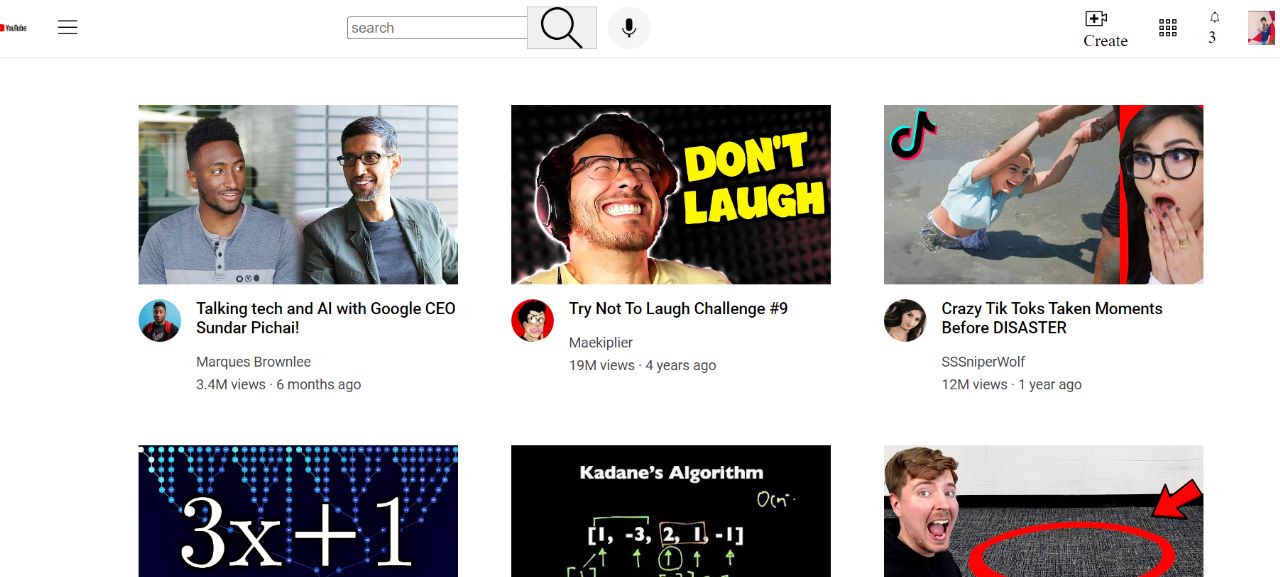 YouTube
search
Create
3
DON'T
LAUGH
Talking tech and AI with Google CEO
Sundar Pichai!
Marques Brownlee
3.4M views · 6 months ago
Try Not To Laugh Challenge #9
Maekiplier
19M views · 4 years ago
Crazy Tik Toks Taken Moments
Before DISASTER
SSSniperWolf
12M views · 1 year ago
3x+1
Kadane's Algorithm
[1, -3, 2, 1, -1]